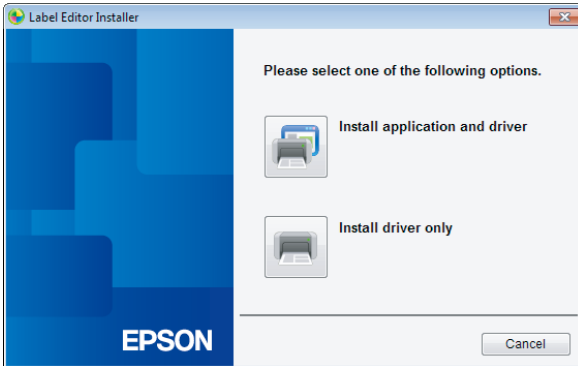 Label Editor Installer
Please select one of the following options.
Install application and driver
Install driver only
EPSON
Cancel